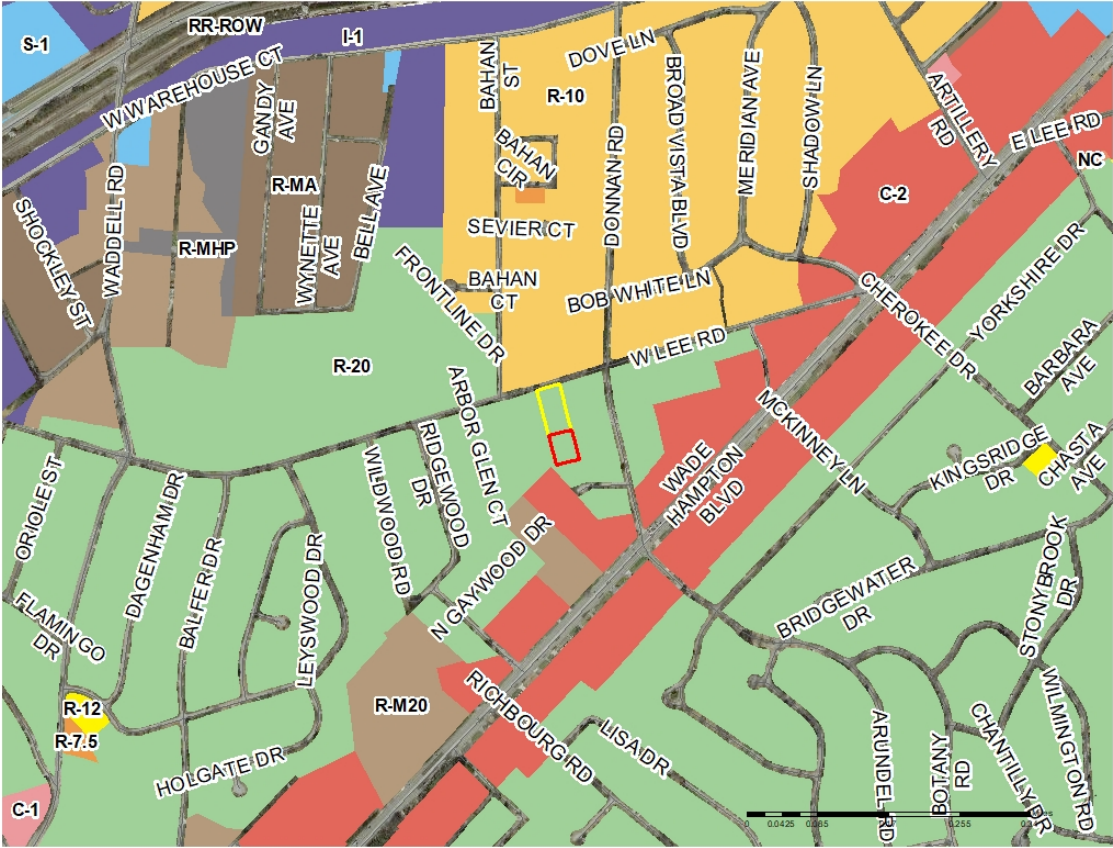 S-1
RR-ROW
I-1
W WAREHOUSE CT
GANDY
AVE
BAHAN
ST
DOVE LN
R-10
BROAD VISTA BLVD
MERIDIAN AVE
SHADOW LN
ARTILLERY
RD
E LEE RD
NC
BAHAN
CIR
DONNAN RD
C-2
R-MA
WADDELL RD
SHOCKLEY ST
R-MHP
WYNETTE
AVE
BELL AVE
SEVIER CT
FRONTLINE DR
BAHAN
CT
BOB WHITE LN
W LEE RD
CHEROKEE DR
YORKSHIRE DR
BARBARA
AVE
R-20
ARBOR GLEN CT
RIDGEWOOD
DR
WILDWOOD RD
WADE
HAMPTON
BLVD
MCKINNEY LN
KINGSRIDGE
DR
CHASTA
AVE
ORIOLE ST
DAGENHAM DR
BALFER DR
LEYSWOOD DR
N GAYWOOD DR
FLAMINGO
DR
BRIDGEWATER
DR
STONYBROOK
DR
R-12
R-7.5
R-M20
RICHBOURG RD
LISA DR
HOLGATE DR
ARUNDEL RD
BOTANY
RD
CHANTILLY DR
WILMINGTON RD
C-1
0
0.0425
0.085
0.255